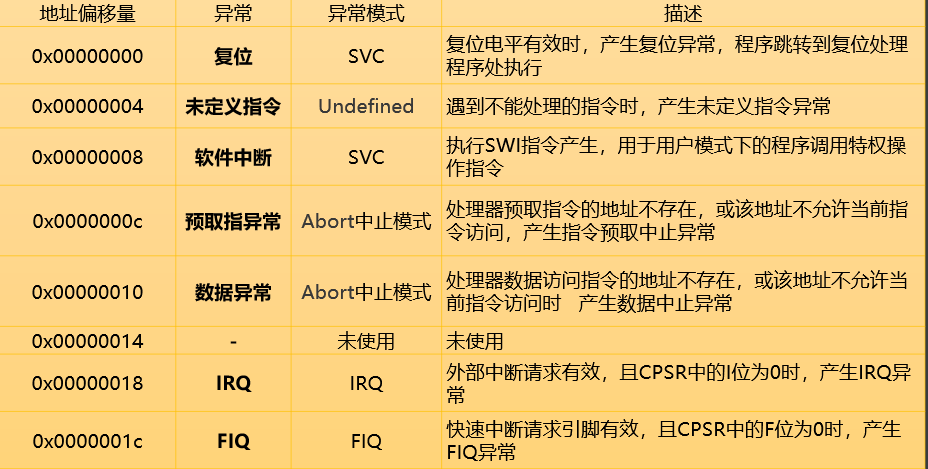 地址偏移量 异常 异常模式 描述
0x00000000 复位 SVC 复位电平有效时，产生复位异常，程序跳转到复位处理
程序处执行
0x00000004 未定义指令 Undefined 遇到不能处理的指令时，产生未定义指令异常
0x00000008 软件中断 SVC 执行SWI指令产生，用于用户模式下的程序调用特权操
作指令
0x0000000c 预取指异常 Abort中止模式 处理器预取指令的地址不存在，或该地址不允许当前指
令访问，产生指令预取中止异常
0x00000010 数据异常 Abort中止模式 处理器数据访问指令的地址不存在，或该地址不允许当
前指令访问时 产生数据中止异常
0x00000014 - 未使用 未使用
0x00000018 IRQ IRQ 外部中断请求有效，且CPSR中的I位为0时，产生IRQ异
常
0x0000001c FIQ FIQ 快速中断请求引脚有效，且CPSR中的F位为0时，产生
FIQ异常